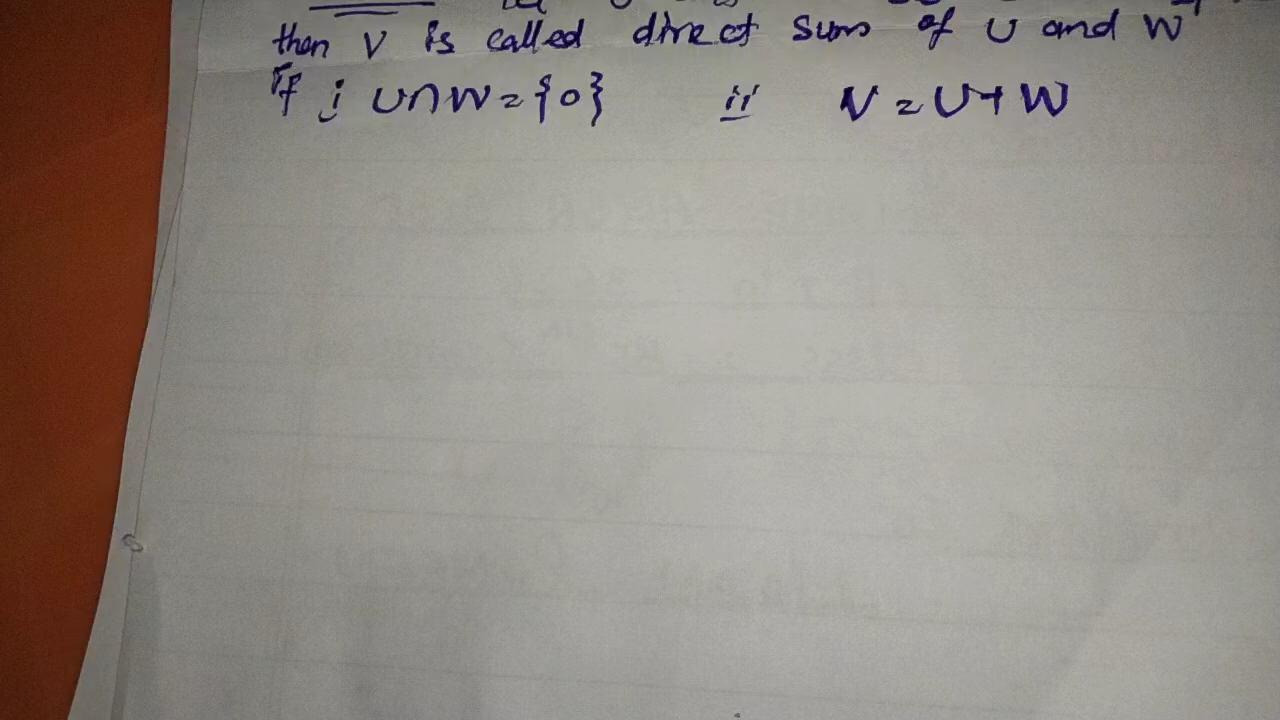 then V is called direct sum of U and W
if i U∩W = {0} ii V = U + W